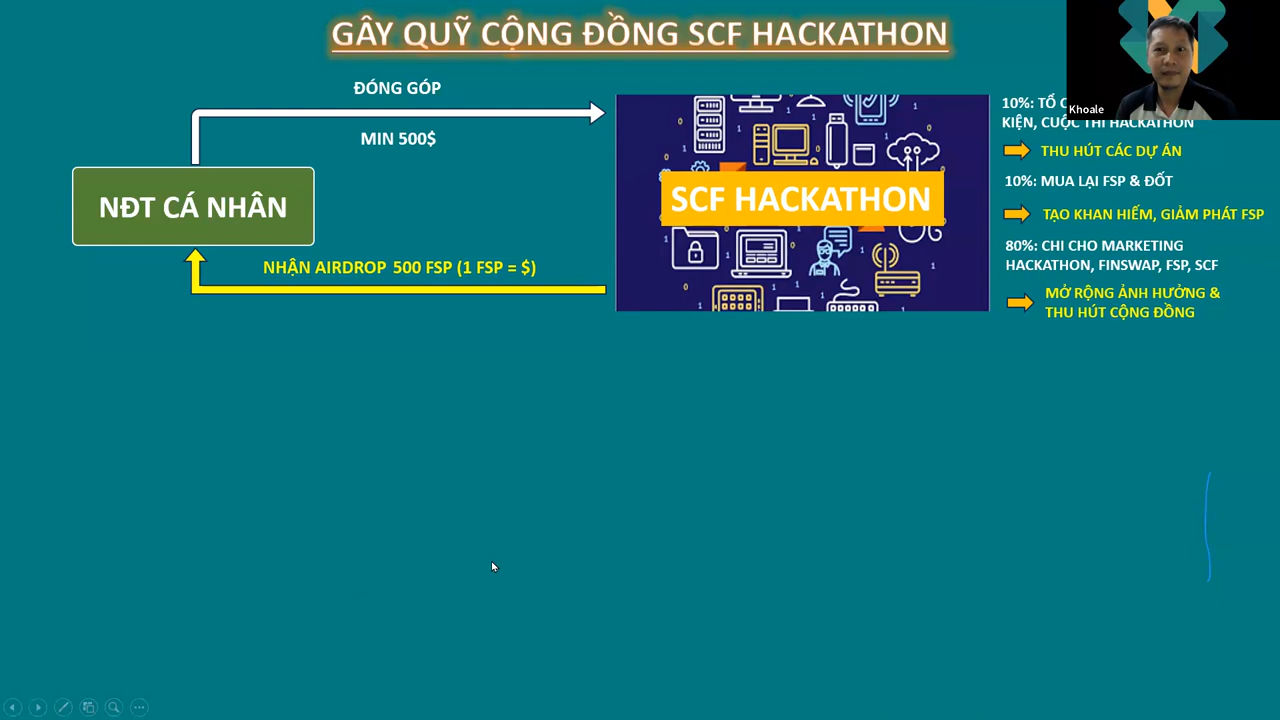 GÂY QUỸ CỘNG ĐỒNG SCF HACKATHON
ĐÓNG GÓP
MIN 500$
NĐT CÁ NHÂN
NHẬN AIRDROP 500 FSP (1 FSP = $)
SCF HACKATHON
Khoale
10%: TỔ
KIỆN, CUỘC THI HACKATHON
THU HÚT CÁC DỰ ÁN
10%: MUA LẠI FSP & ĐỐT
TẠO KHAN HIẾM, GIẢM PHÁT FSP
80%: CHI CHO MARKETING
HACKATHON, FINSWAP, FSP, SCF
MỞ RỘNG ẢNH HƯỞNG &
THU HÚT CỘNG ĐỒNG